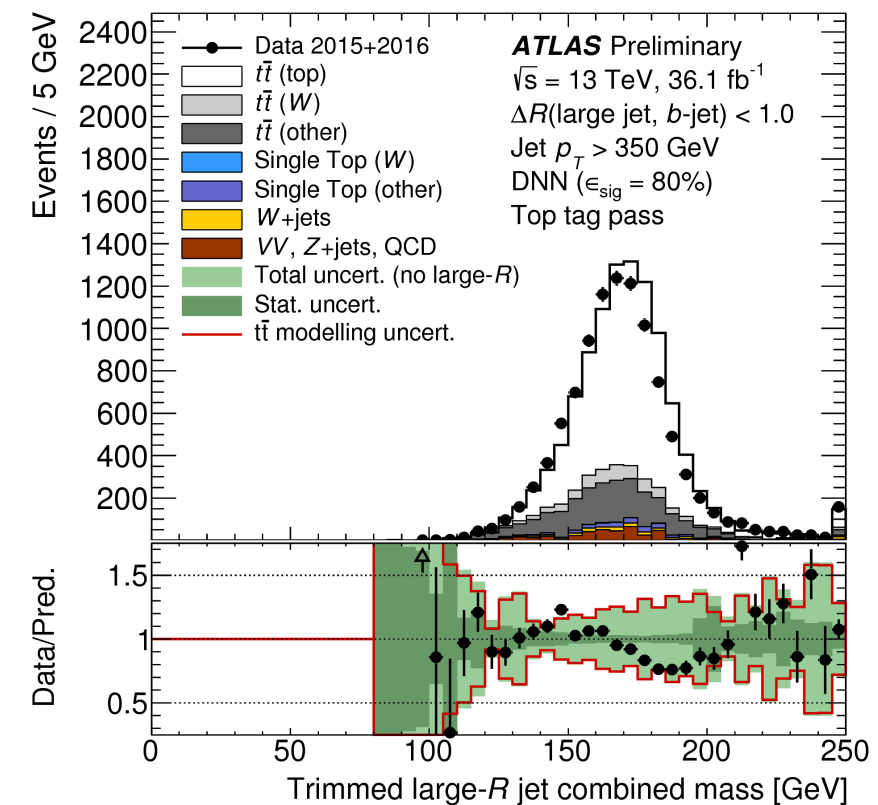 Events / 5 GeV
2400
2200
2000
1800
1600
1400
1200
1000
800
600
400
200
Data 2015+2016
tt̄ (top)
tt̄ (W)
tt̄ (other)
Single Top (W)
Single Top (other)
W+jets
VV, Z+jets, QCD
Total uncert. (no large-R)
Stat. uncert.
tt̄ modelling uncert.
ATLAS Preliminary
√s = 13 TeV, 36.1 fb⁻¹
ΔR(large jet, b-jet) < 1.0
Jet p_T > 350 GeV
DNN (ϵ_sig = 80%)
Top tag pass
Data/Pred.
1.5
1
0.5
0 50 100 150 200 250
Trimmed large-R jet combined mass [GeV]